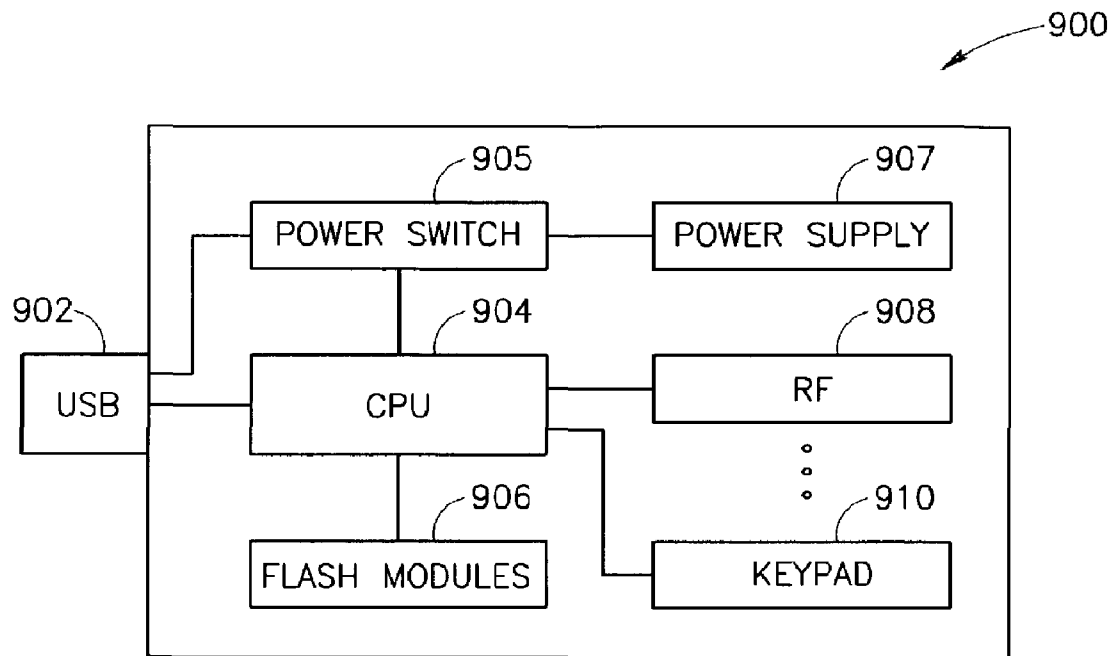 900
905
907
POWER SWITCH
POWER SUPPLY
902
904
908
USB
CPU
RF
906
910
FLASH MODULES
KEYPAD